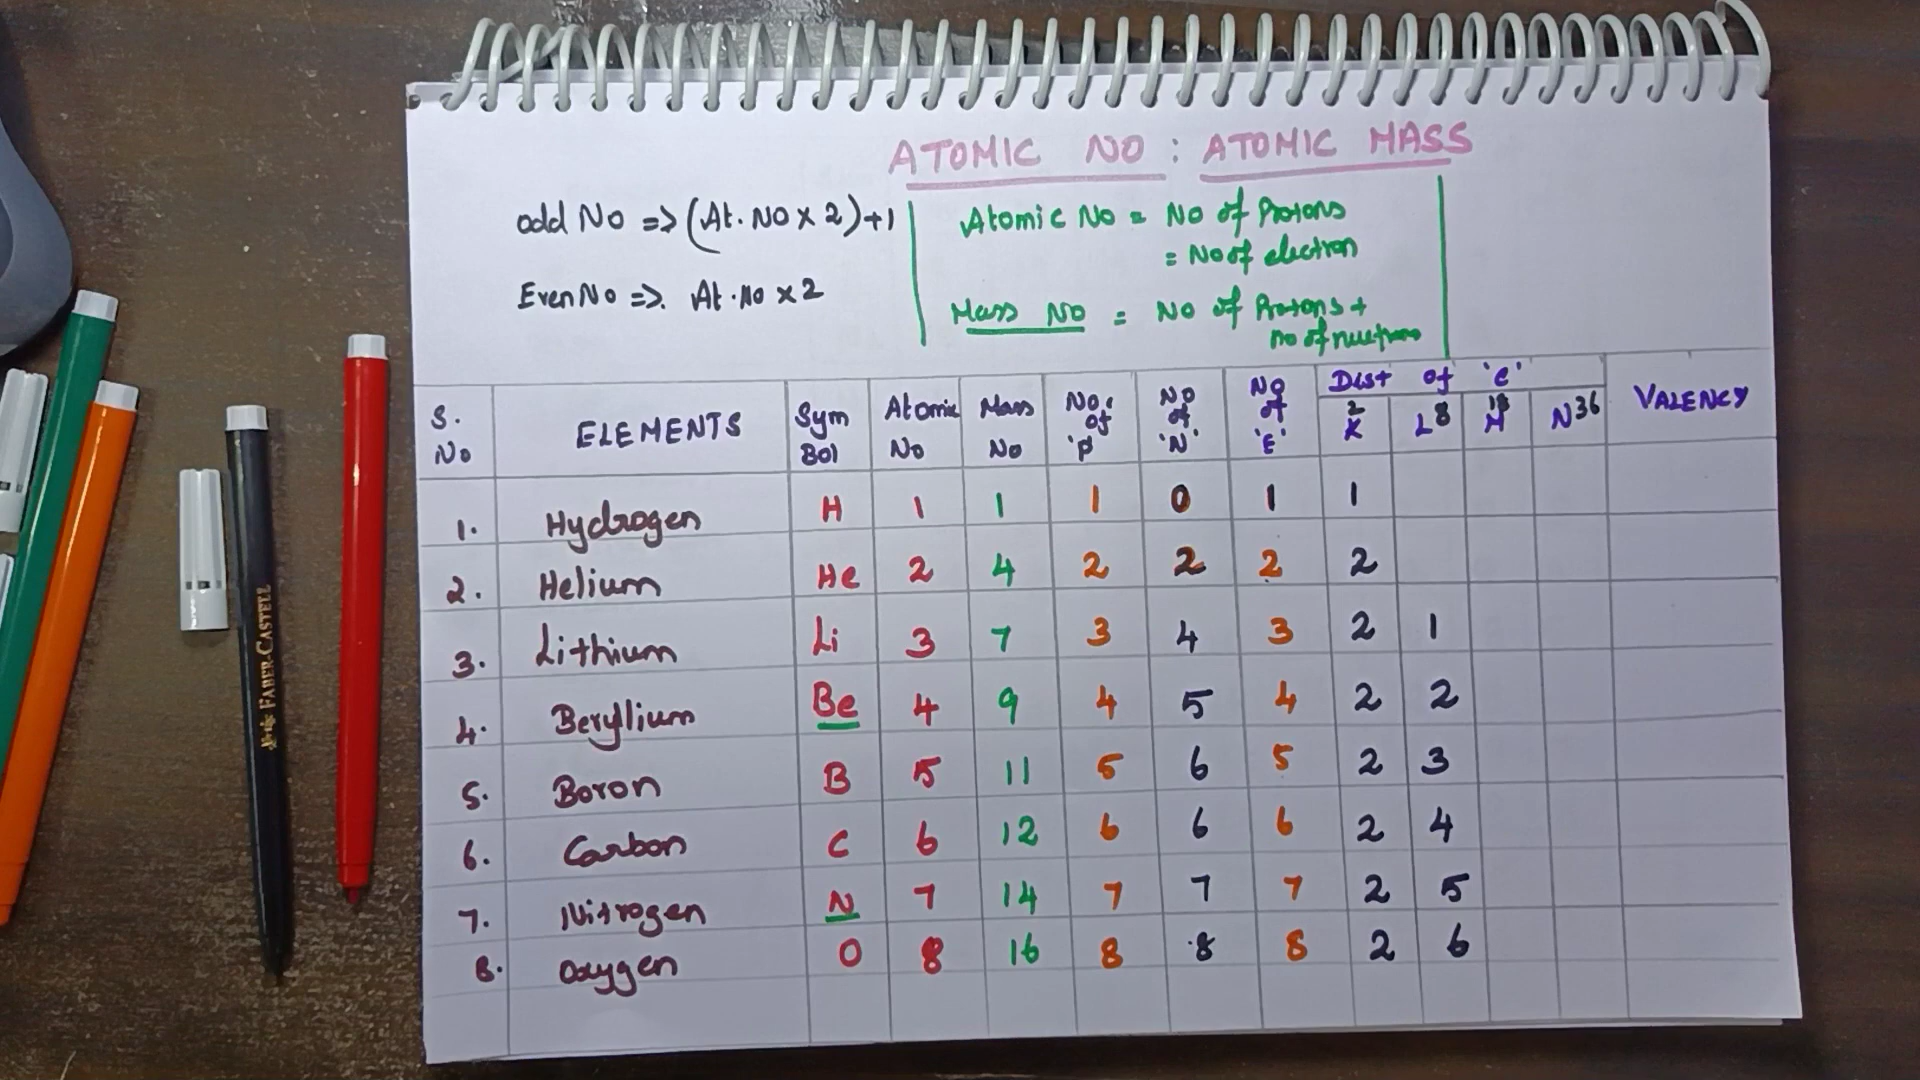 ATOMIC NO : ATOMIC MASS
odd No => (At. No x 2)+1
Even No =>. At .No x 2
Atomic No = No of Protons
= No of electron
Mass No = No of Protons +
no of neutrons
S. No ELEMENTS Sym Bol Atomic No Mass No No. of 'P' No of 'N' No of 'E' Dist of 'e' VALENCY
2 K L8 18 M N36
1. Hydrogen H 1 1 1 0 1 1
2. Helium He 2 4 2 2 2 2
3. Lithium Li 3 7 3 4 3 2 1
4. Beryllium Be 4 9 4 5 4 2 2
5. Boron B 5 11 5 6 5 2 3
6. Carbon C 6 12 6 6 6 2 4
7. Nitrogen N 7 14 7 7 7 2 5
8. Oxygen O 8 16 8 8 8 2 6
FABER-CASTELL